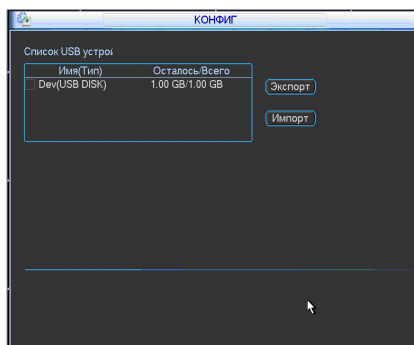 КОНФИГ
Список USB устрой
Имя(Тип) Осталось/Всего
Dev(USB DISK) 1.00 GB/1.00 GB
Экспорт
Импорт